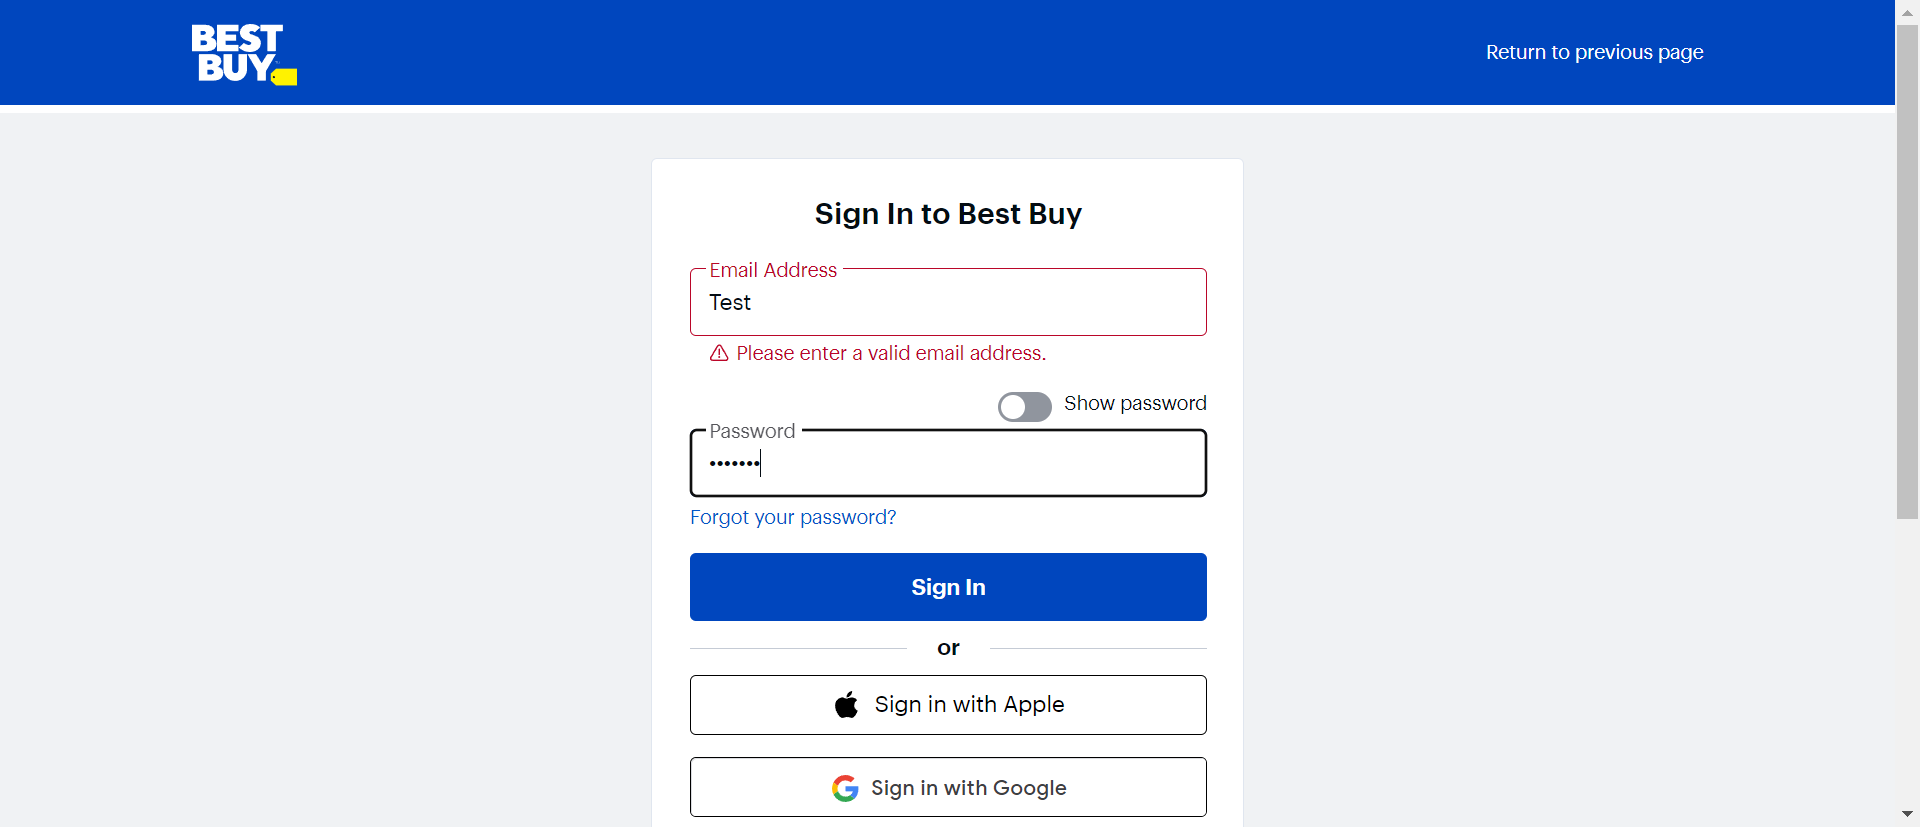 BEST
BUY
Return to previous page
Sign In to Best Buy
Email Address
Test
Please enter a valid email address.
Show password
Password
•••••••
Forgot your password?
Sign In
or
Sign in with Apple
Sign in with Google